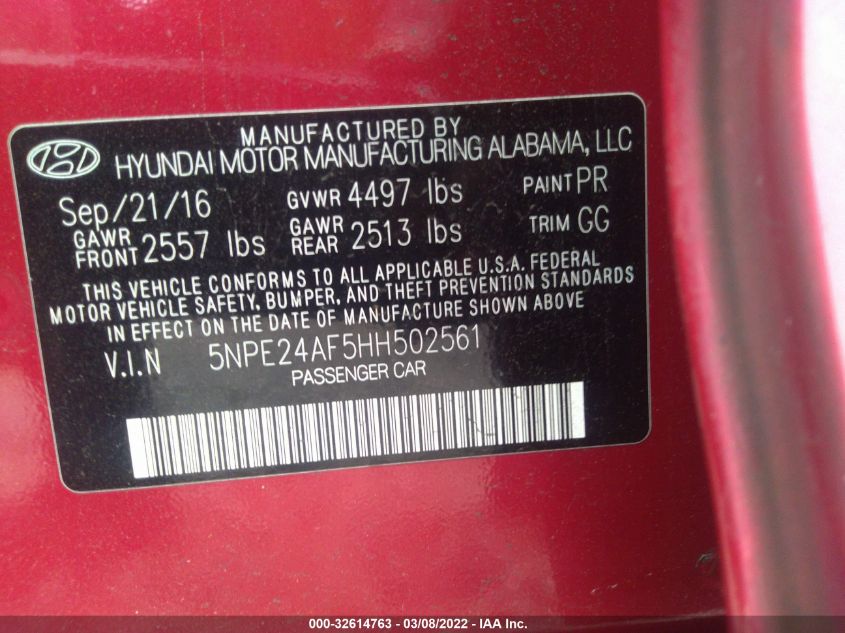 MANUFACTURED BY
HYUNDAI MOTOR MANUFACTURING ALABAMA, LLC
Sep/21/16 GVWR 4497 lbs PAINT PR
GAWR FRONT 2557 lbs GAWR REAR 2513 lbs TRIM GG
THIS VEHICLE CONFORMS TO ALL APPLICABLE U.S.A. FEDERAL
MOTOR VEHICLE SAFETY, BUMPER, AND THEFT PREVENTION STANDARDS
IN EFFECT ON THE DATE OF MANUFACTURE SHOWN ABOVE
V.I.N 5NPE24AF5HH502561
PASSENGER CAR
000-32614763 - 03/08/2022 - IAA Inc.